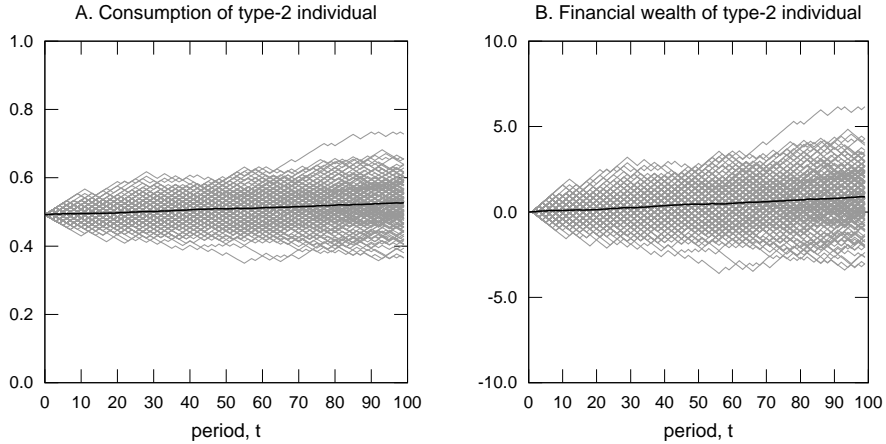 A. Consumption of type-2 individual
1.0
0.8
0.6
0.4
0.2
0.0
0 10 20 30 40 50 60 70 80 90 100
period, t
B. Financial wealth of type-2 individual
10.0
5.0
0.0
-5.0
-10.0
0 10 20 30 40 50 60 70 80 90 100
period, t